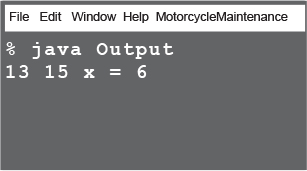 File Edit Window Help MotorcycleMaintenance
% java Output
13 15 x = 6